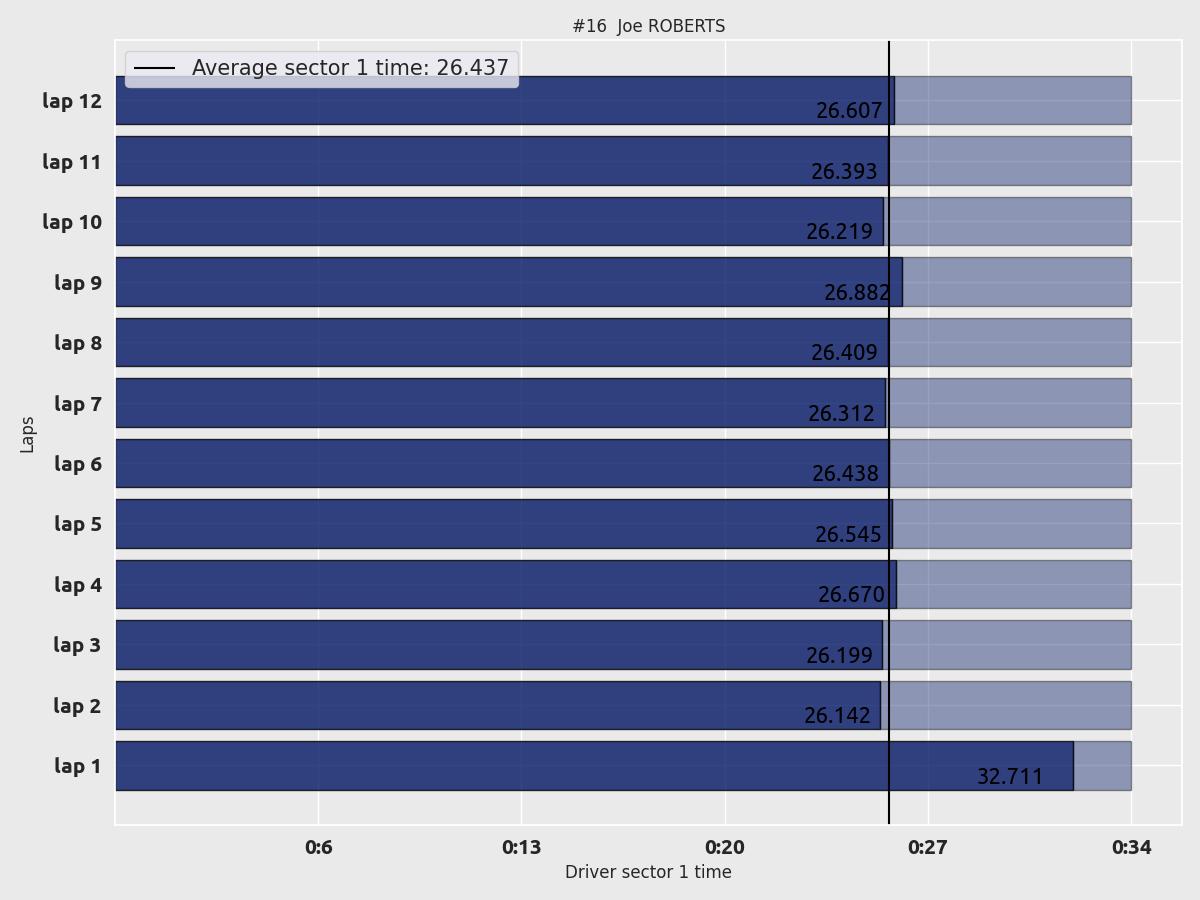 #16  Joe ROBERTS
Average sector 1 time: 26.437
lap 12 26.607
lap 11 26.393
lap 10 26.219
lap 9 26.882
lap 8 26.409
lap 7 26.312
lap 6 26.438
lap 5 26.545
lap 4 26.670
lap 3 26.199
lap 2 26.142
lap 1 32.711
Laps
0:6 0:13 0:20 0:27 0:34
Driver sector 1 time